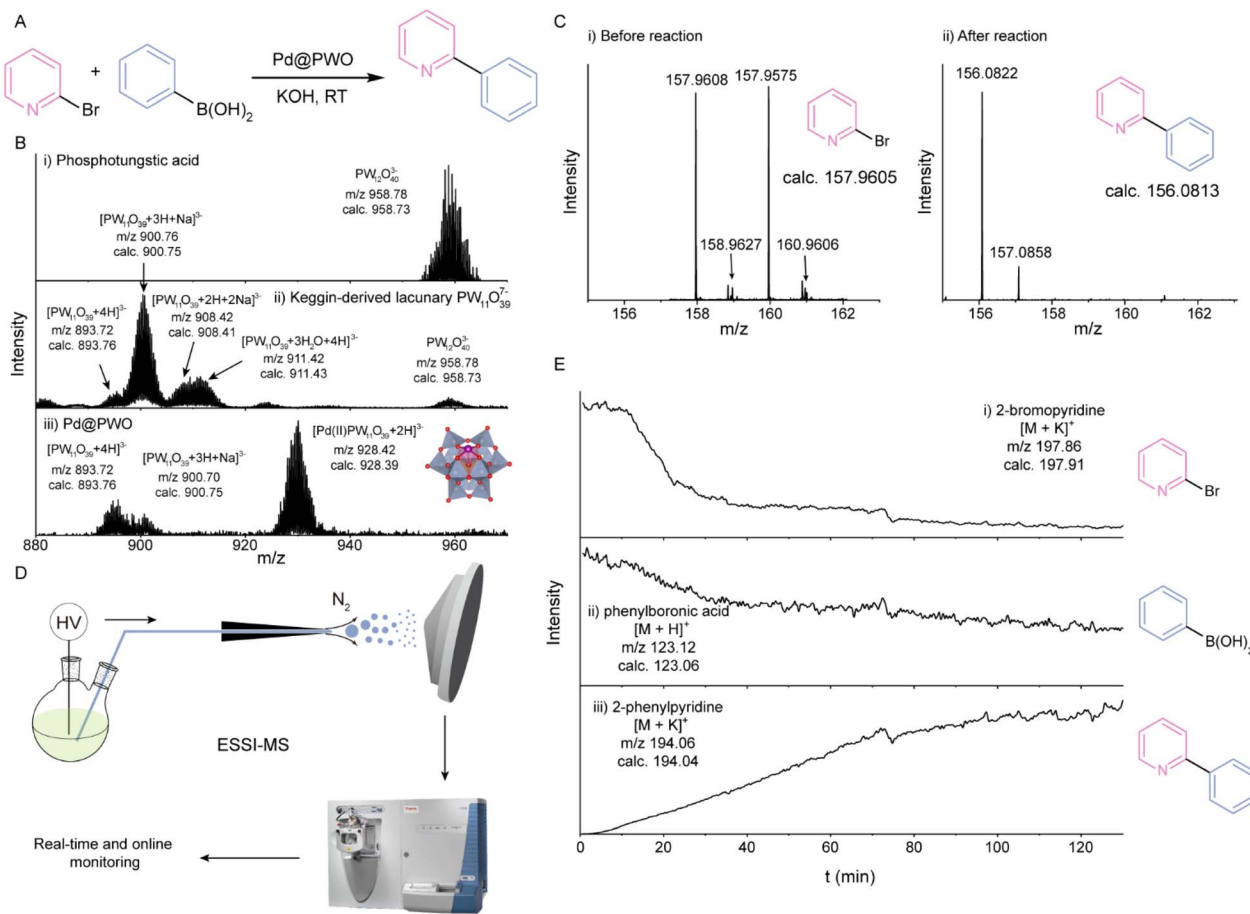 A
N
Br
+
B(OH)2
Pd@PWO
KOH, RT
N
B
i) Phosphotungstic acid
PW12O40 3-
m/z 958.78
calc. 958.73
[PW11O39+3H+Na]3-
m/z 900.76
calc. 900.75
ii) Keggin-derived lacunary PW11O39 7-
[PW11O39+4H]3-
m/z 893.72
calc. 893.76
[PW11O39+2H+2Na]3-
m/z 908.42
calc. 908.41
[PW11O39+3H2O+4H]3-
m/z 911.42
calc. 911.43
PW12O40 3-
m/z 958.78
calc. 958.73
iii) Pd@PWO
[PW11O39+4H]3-
m/z 893.72
calc. 893.76
[PW11O39+3H+Na]3-
m/z 900.70
calc. 900.75
[Pd(II)PW11O39+2H]3-
m/z 928.42
calc. 928.39
Intensity
880
900
920
940
960
m/z
C
i) Before reaction
157.9608
157.9575
158.9627
160.9606
N
Br
calc. 157.9605
Intensity
156
158
160
162
m/z
ii) After reaction
156.0822
157.0858
N
calc. 156.0813
Intensity
156
158
160
162
m/z
D
HV
N2
ESSI-MS
Real-time and online
monitoring
E
i) 2-bromopyridine
[M + K]+
m/z 197.86
calc. 197.91
N
Br
ii) phenylboronic acid
[M + H]+
m/z 123.12
calc. 123.06
B(OH)2
iii) 2-phenylpyridine
[M + K]+
m/z 194.06
calc. 194.04
N
Intensity
0
20
40
60
80
100
120
t (min)